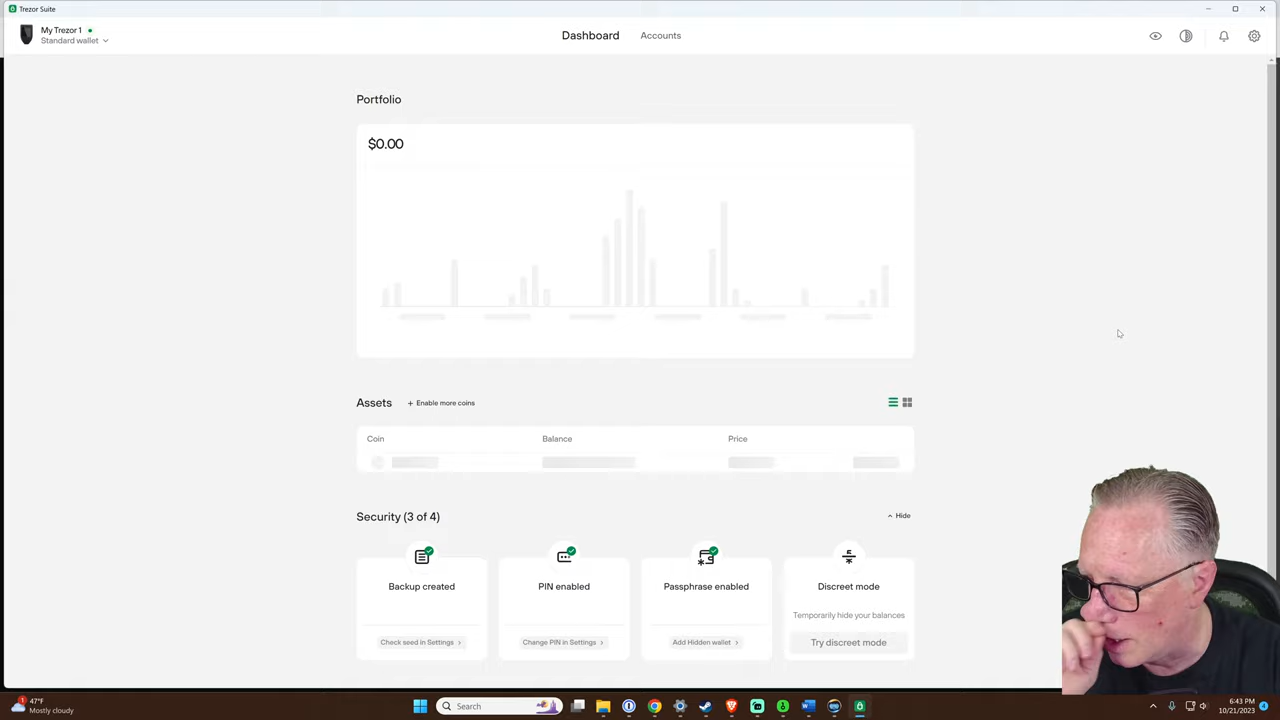 Trezor Suite
My Trezor 1
Standard wallet
Dashboard
Accounts
Portfolio
$0.00
Assets
+ Enable more coins
Coin
Balance
Price
Security (3 of 4)
Hide
Backup created
Check seed in Settings
PIN enabled
Change PIN in Settings
Passphrase enabled
Add Hidden wallet
Discreet mode
Temporarily hide your balances
Try discreet mode
1
47°F
Mostly cloudy
Search
6:43 PM
10/21/2023